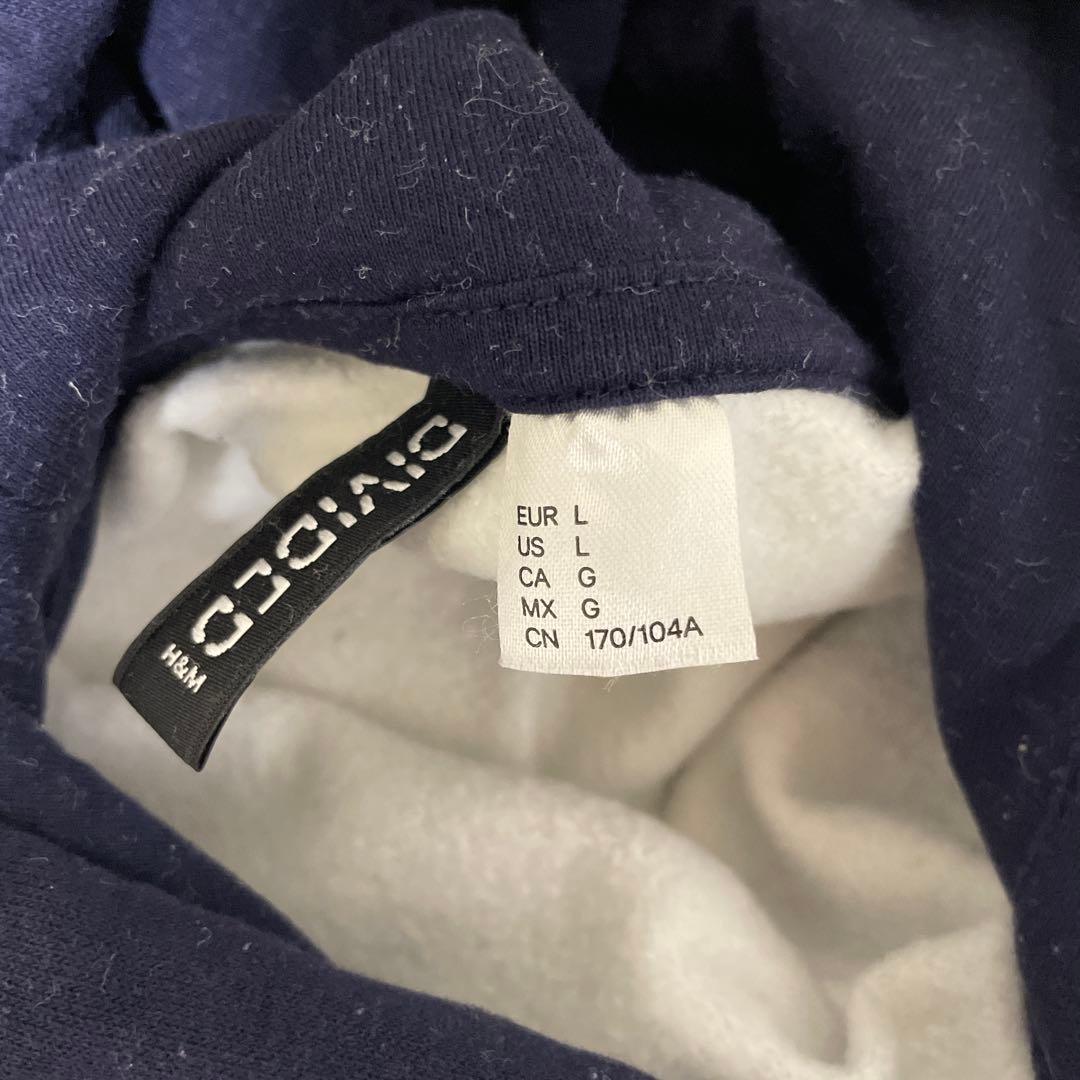 DIVIDED
H&M
EUR L
US L
CA G
MX G
CN 170/104A